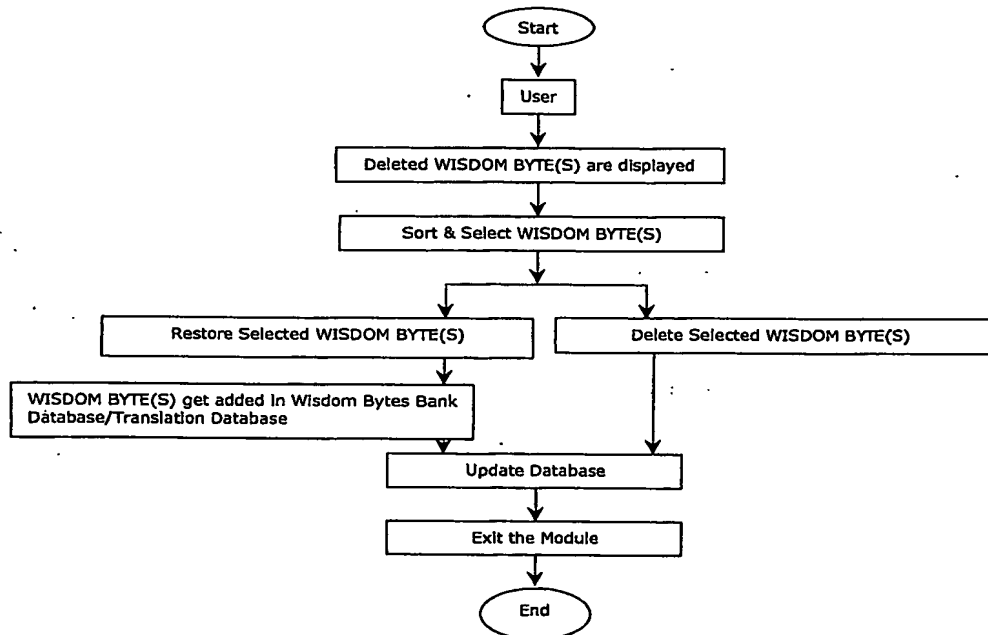 Start
User
Deleted WISDOM BYTE(S) are displayed
Sort & Select WISDOM BYTE(S)
Restore Selected WISDOM BYTE(S)
Delete Selected WISDOM BYTE(S)
WISDOM BYTE(S) get added in Wisdom Bytes Bank
Database/Translation Database
Update Database
Exit the Module
End